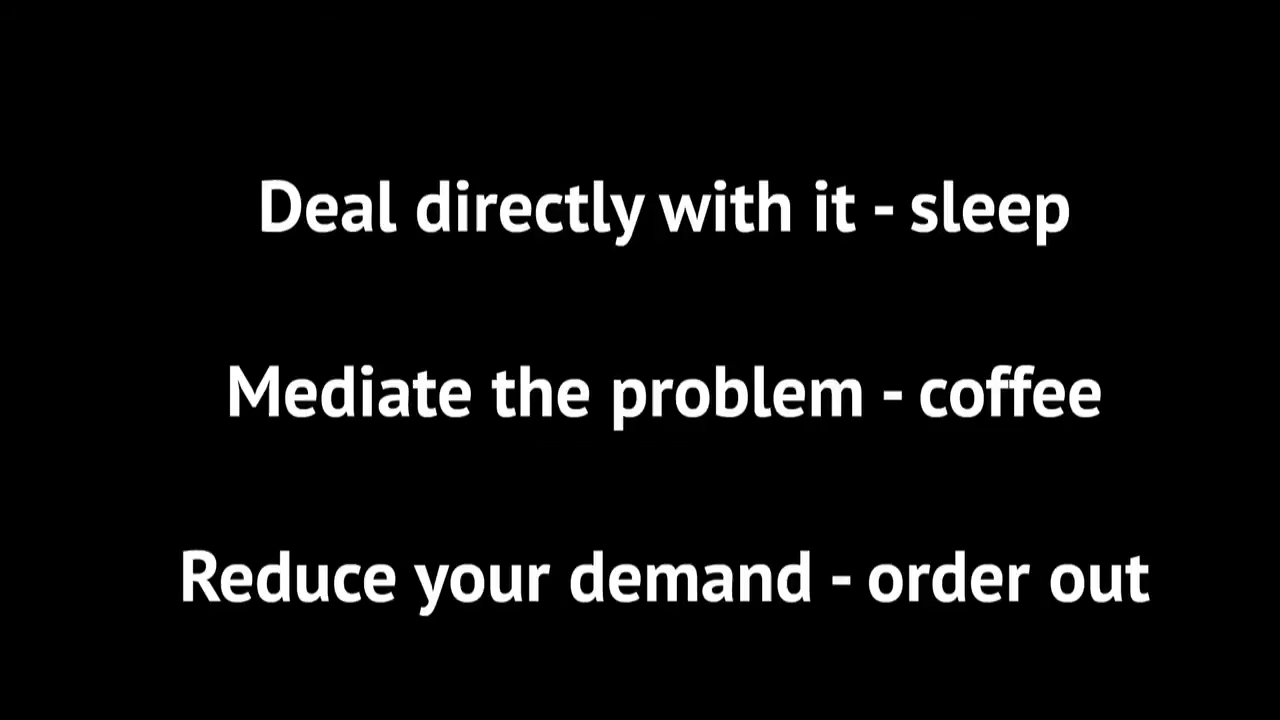 Deal directly with it - sleep
Mediate the problem - coffee
Reduce your demand - order out